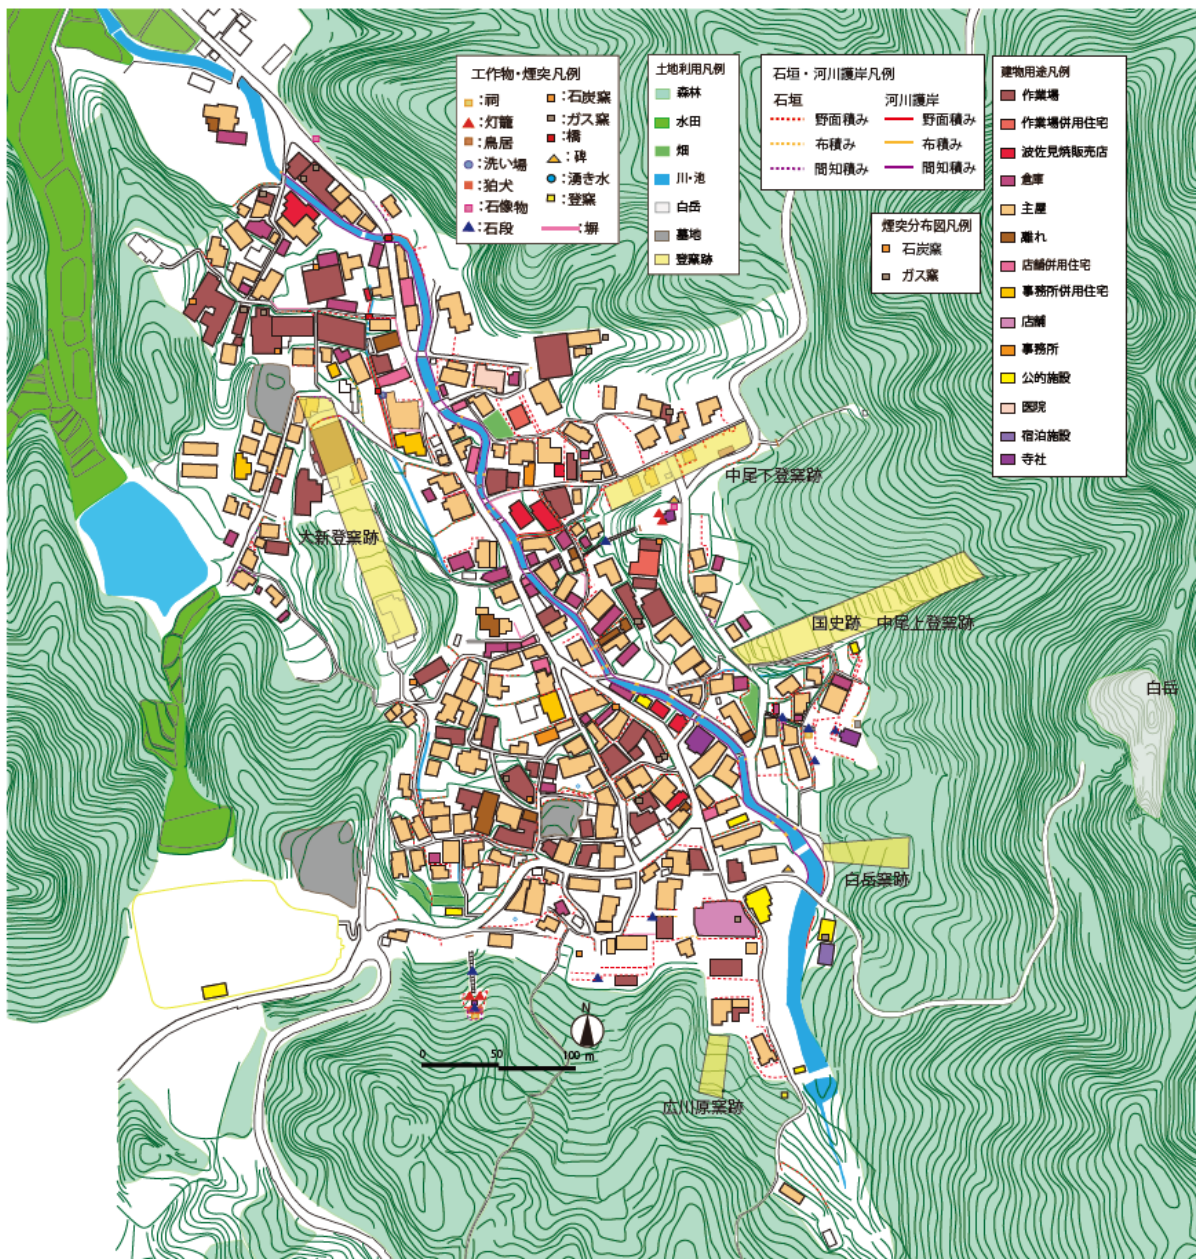 工作物・煙突凡例
:祠
:灯籠
:鳥居
:洗い場
:狛犬
:石像物
:石段
:石炭窯
:ガス窯
:橋
:碑
:湧き水
:登窯
:塀
土地利用凡例
森林
水田
畑
川・池
白岳
墓地
登窯跡
石垣・河川護岸凡例
石垣
野面積み
布積み
間知積み
河川護岸
野面積み
布積み
間知積み
煙突分布図凡例
石炭窯
ガス窯
建物用途凡例
作業場
作業場併用住宅
波佐見焼販売店
倉庫
主屋
離れ
店舗併用住宅
事務所併用住宅
店舗
事務所
公的施設
医院
宿泊施設
寺社
中尾下登窯跡
大新登窯跡
国史跡 中尾上登窯跡
白岳
白岳窯跡
N
0 50 100 m
広川原窯跡